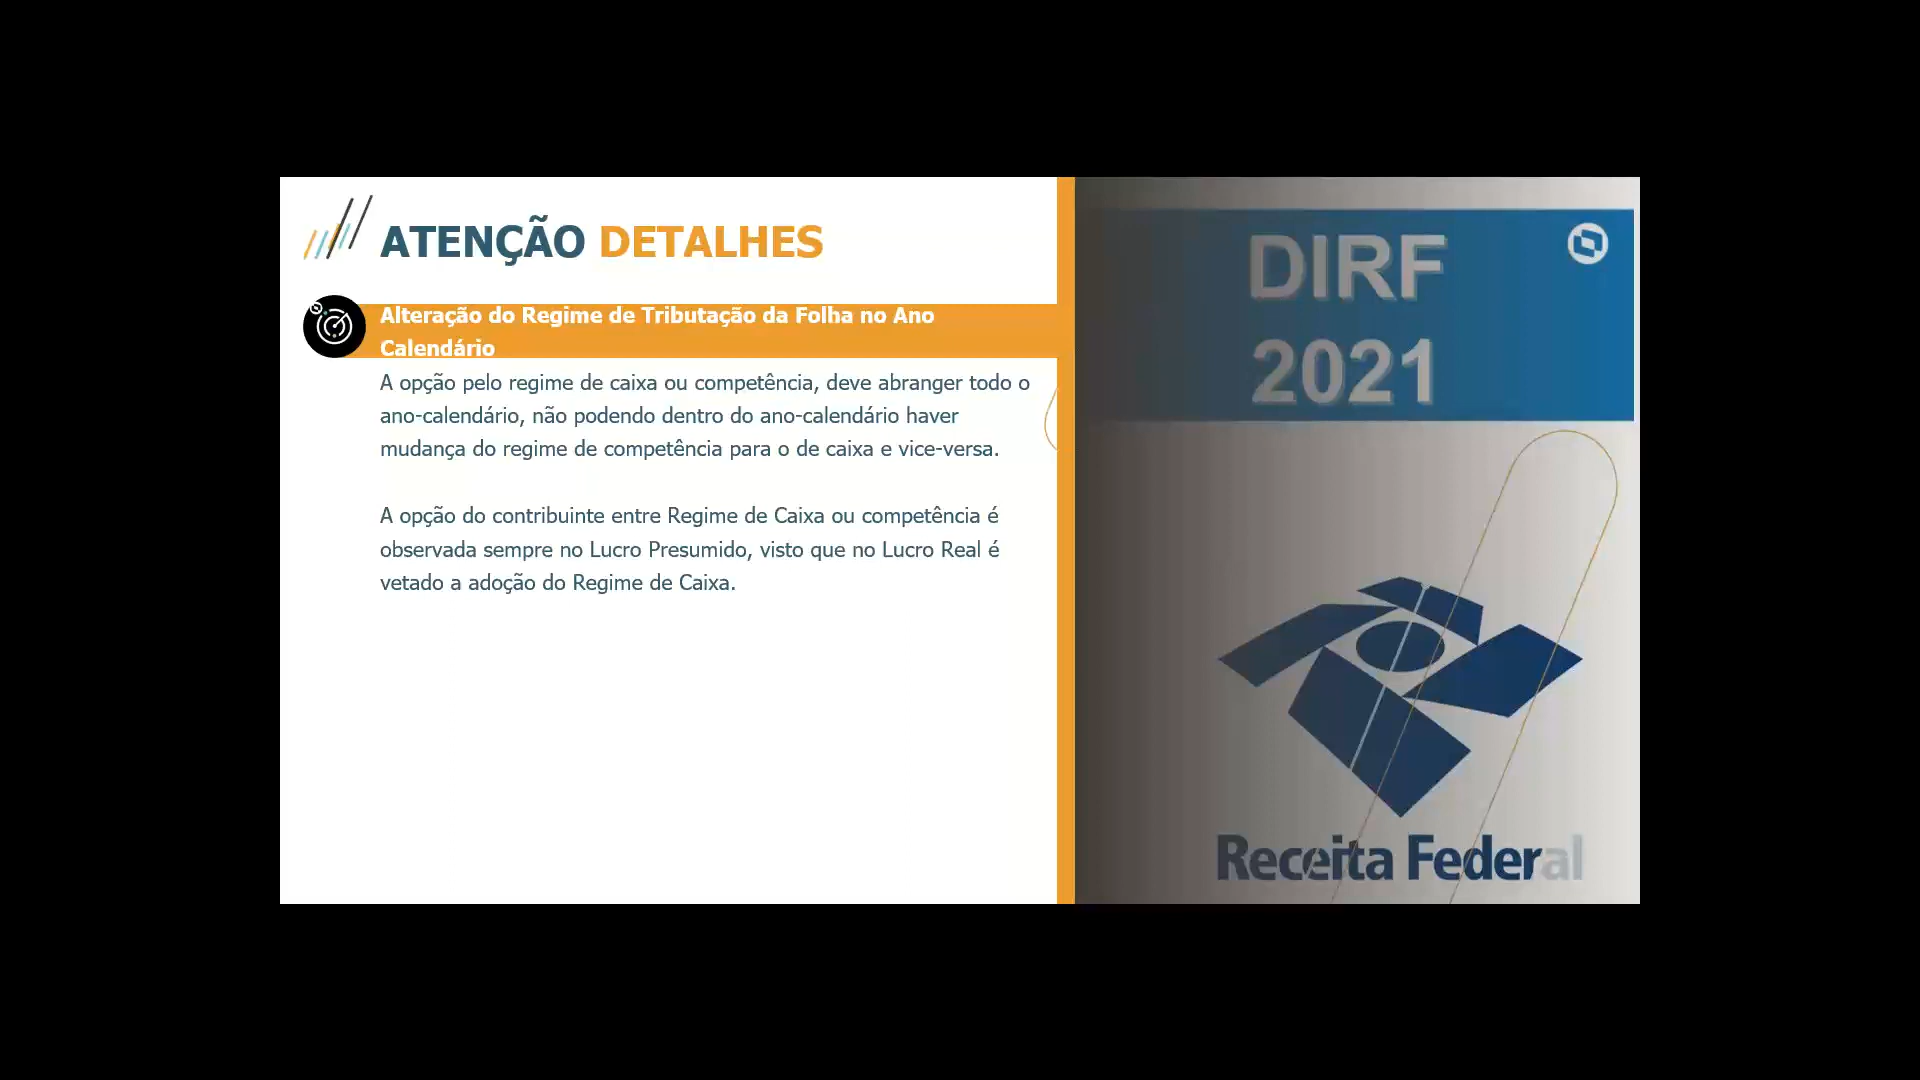 ATENÇÃO DETALHES
Alteração do Regime de Tributação da Folha no Ano
Calendário
A opção pelo regime de caixa ou competência, deve abranger todo o
ano-calendário, não podendo dentro do ano-calendário haver
mudança do regime de competência para o de caixa e vice-versa.
A opção do contribuinte entre Regime de Caixa ou competência é
observada sempre no Lucro Presumido, visto que no Lucro Real é
vetado a adoção do Regime de Caixa.
DIRF
2021
Receita Federal